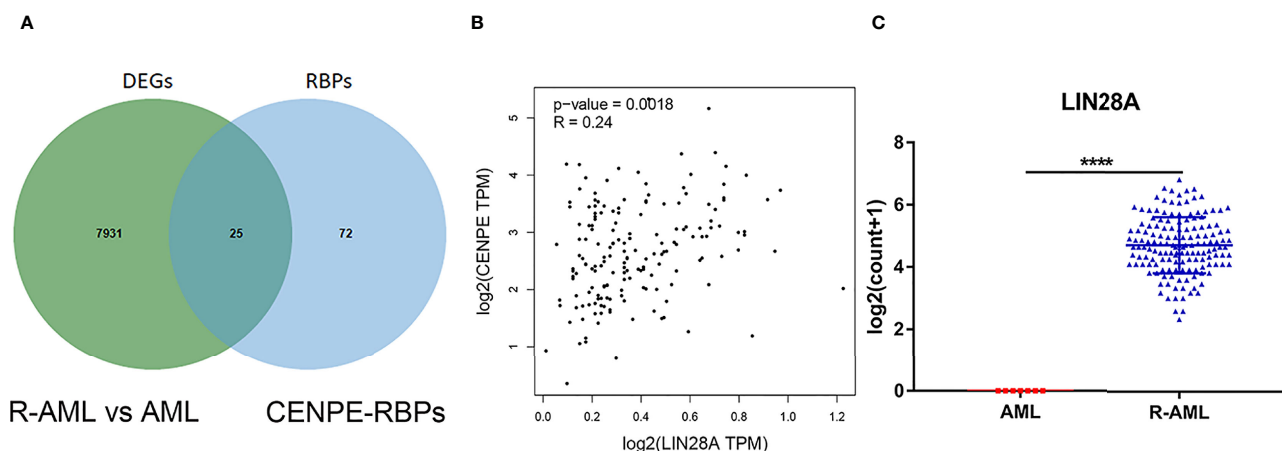 A
DEGs
RBPs
7931
25
72
R-AML vs AML
CENPE-RBPs
B
p-value = 0.0018
R = 0.24
log2(CENPE TPM)
5
4
3
2
1
0.0
0.2
0.4
0.6
0.8
1.0
1.2
log2(LIN28A TPM)
C
LIN28A
****
log2(count+1)
8
6
4
2
0
AML
R-AML